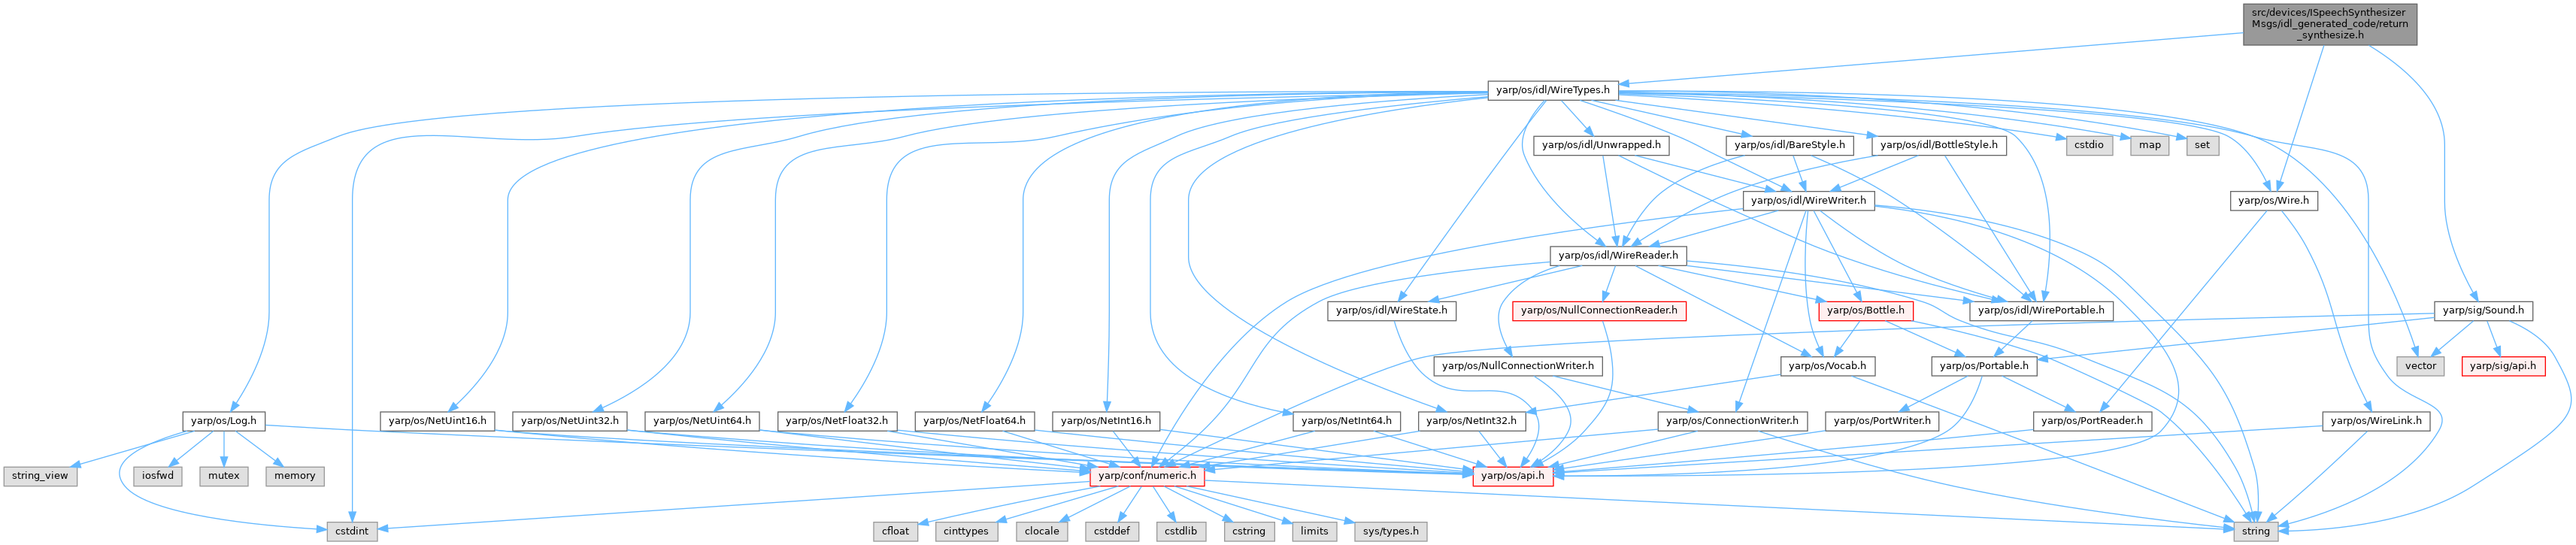 src/devices/ISpeechSynthesizer
Msgs/idl_generated_code/return
_synthesize.h
yarp/os/idl/WireTypes.h
yarp/os/idl/Unwrapped.h
yarp/os/idl/BareStyle.h
yarp/os/idl/BottleStyle.h
cstdio
map
set
yarp/os/idl/WireWriter.h
yarp/os/Wire.h
yarp/os/idl/WireReader.h
yarp/os/idl/WireState.h
yarp/os/NullConnectionReader.h
yarp/os/Bottle.h
yarp/os/idl/WirePortable.h
yarp/sig/Sound.h
yarp/os/NullConnectionWriter.h
yarp/os/Vocab.h
yarp/os/Portable.h
vector
yarp/sig/api.h
yarp/os/Log.h
yarp/os/NetUint16.h
yarp/os/NetUint32.h
yarp/os/NetUint64.h
yarp/os/NetFloat32.h
yarp/os/NetFloat64.h
yarp/os/NetInt16.h
yarp/os/NetInt64.h
yarp/os/NetInt32.h
yarp/os/ConnectionWriter.h
yarp/os/PortWriter.h
yarp/os/PortReader.h
yarp/os/WireLink.h
string_view
iosfwd
mutex
memory
yarp/conf/numeric.h
yarp/os/api.h
cstdint
cfloat
cinttypes
clocale
cstddef
cstdlib
cstring
limits
sys/types.h
string